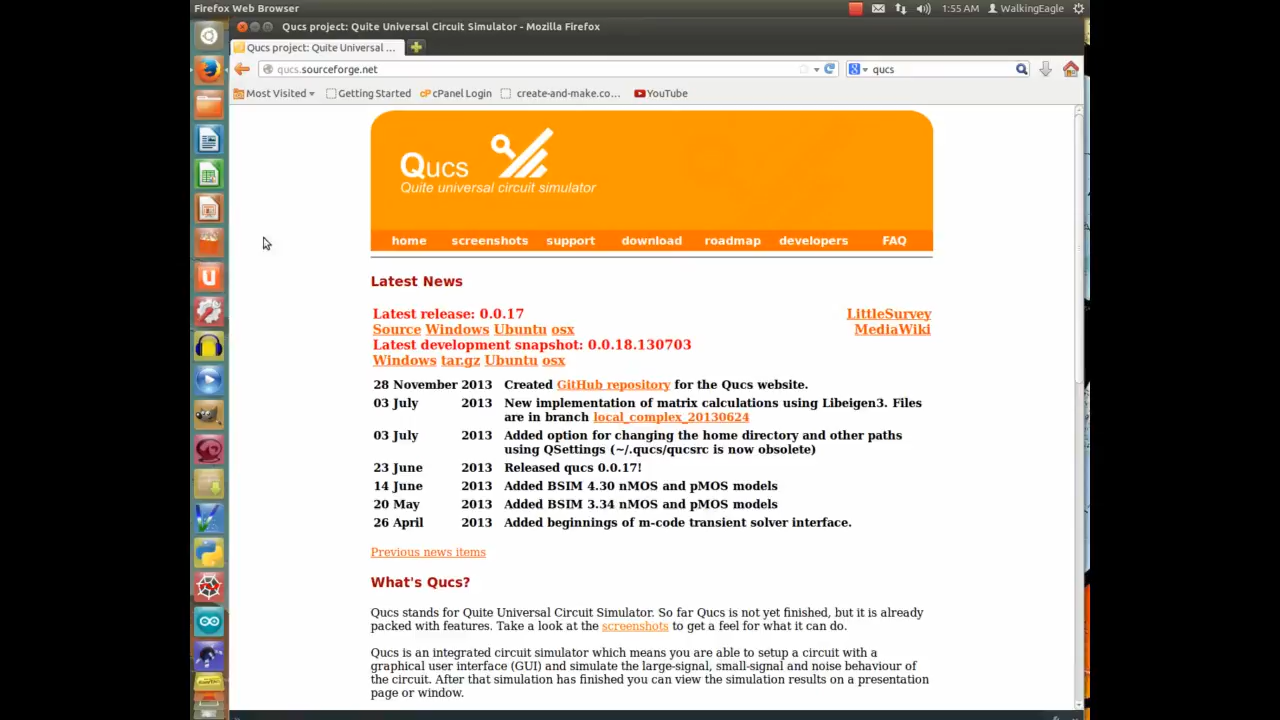 Firefox Web Browser
1:55 AM
WalkingEagle
Qucs project: Quite Universal Circuit Simulator - Mozilla Firefox
Qucs project: Quite Universal ...
qucs.sourceforge.net
qucs
Most Visited
Getting Started
cPanel Login
create-and-make.co...
YouTube
Qucs
Quite universal circuit simulator
home screenshots support download roadmap developers FAQ
Latest News
Latest release: 0.0.17
LittleSurvey
Source Windows Ubuntu osx
MediaWiki
Latest development snapshot: 0.0.18.130703
Windows tar.gz Ubuntu osx
28 November 2013 Created GitHub repository for the Qucs website.
03 July 2013 New implementation of matrix calculations using Libeigen3. Files
are in branch local_complex_20130624
03 July 2013 Added option for changing the home directory and other paths
using QSettings (~/.qucs/qucsrc is now obsolete)
23 June 2013 Released qucs 0.0.17!
14 June 2013 Added BSIM 4.30 nMOS and pMOS models
20 May 2013 Added BSIM 3.34 nMOS and pMOS models
26 April 2013 Added beginnings of m-code transient solver interface.
Previous news items
What's Qucs?
Qucs stands for Quite Universal Circuit Simulator. So far Qucs is not yet finished, but it is already
packed with features. Take a look at the screenshots to get a feel for what it can do.
Qucs is an integrated circuit simulator which means you are able to setup a circuit with a
graphical user interface (GUI) and simulate the large-signal, small-signal and noise behaviour of
the circuit. After that simulation has finished you can view the simulation results on a presentation
page or window.